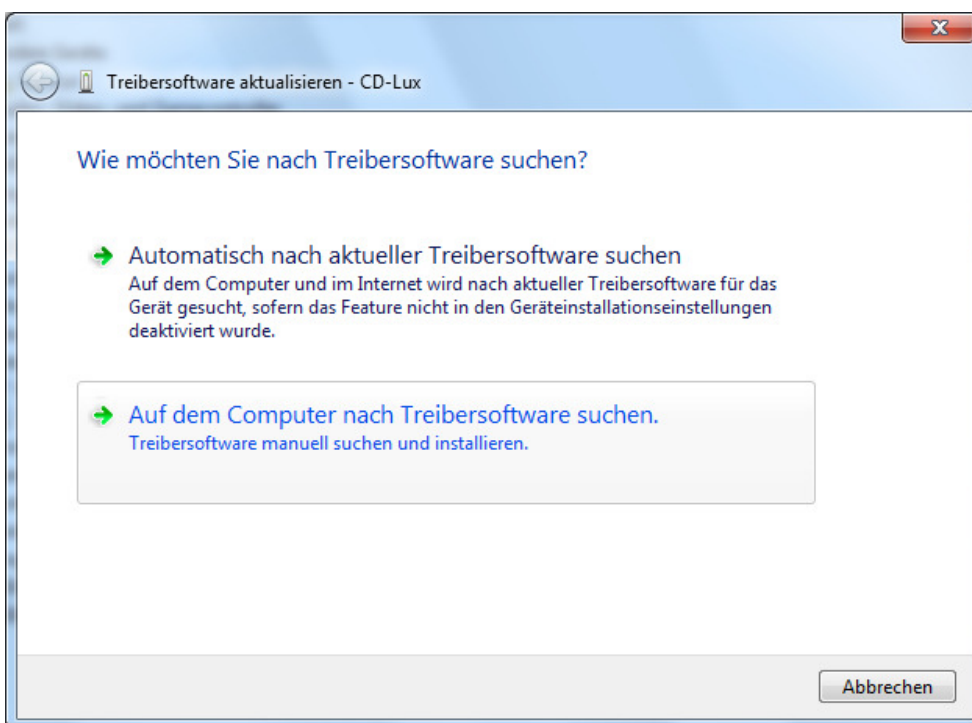 Treibersoftware aktualisieren - CD-Lux
Wie möchten Sie nach Treibersoftware suchen?
Automatisch nach aktueller Treibersoftware suchen
Auf dem Computer und im Internet wird nach aktueller Treibersoftware für das
Gerät gesucht, sofern das Feature nicht in den Geräteinstallationseinstellungen
deaktiviert wurde.
Auf dem Computer nach Treibersoftware suchen.
Treibersoftware manuell suchen und installieren.
Abbrechen